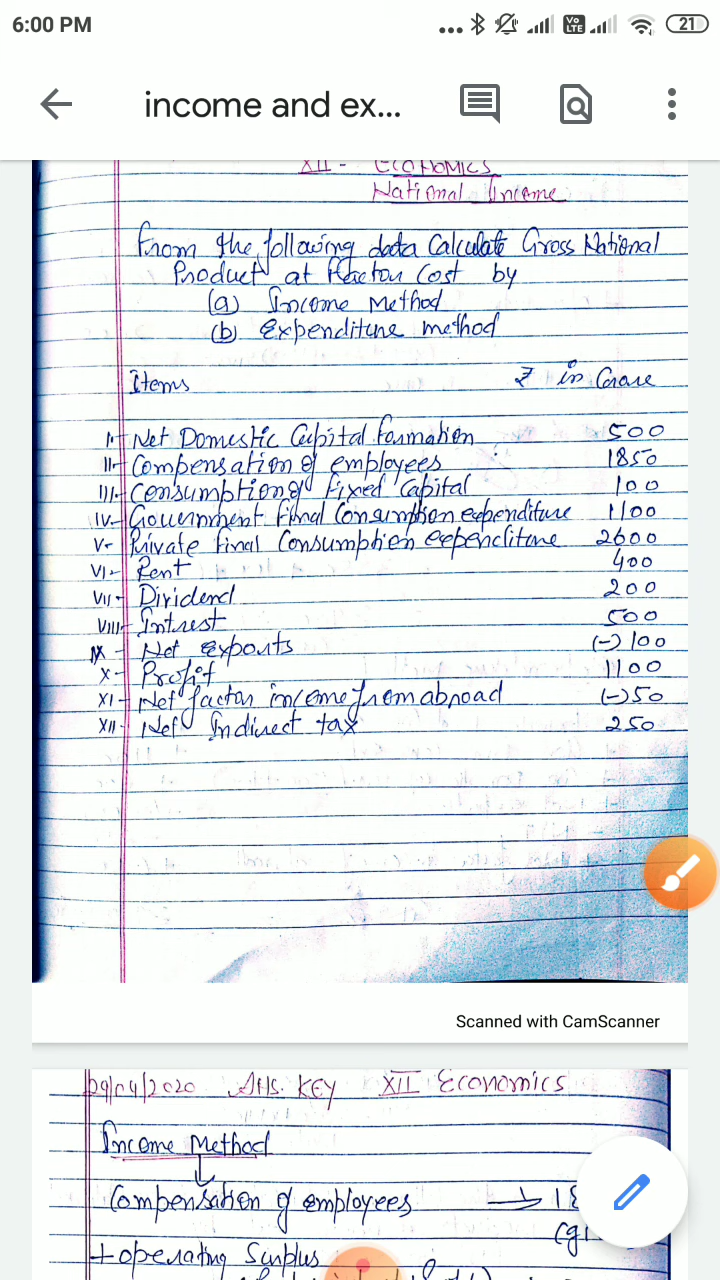 6:00 PM
Vo LTE
21
income and ex...
XII - ECONOMICS
National Income
From the following data Calculate Gross National
Product at Factor Cost by
(a) Income Method
(b) Expenditure method
Items ₹ in Crore
I. Net Domestic Capital Formation 500
II. Compensation of employees 1850
III. Consumption of Fixed Capital 100
IV. Government Final Consumption expenditure 1100
V. Private Final Consumption expenditure 2600
VI. Rent 400
VII. Dividend 200
VIII. Intrest 500
IX - Net Exports (-) 100
X - Profit 1100
XI - Net factor income from abroad (-) 50
XII - Net Indirect tax 250
Scanned with CamScanner
29/04/2020 Ans. KEY XII Economics
Income Method
Compensation of employees → 18
+ operating Surplus